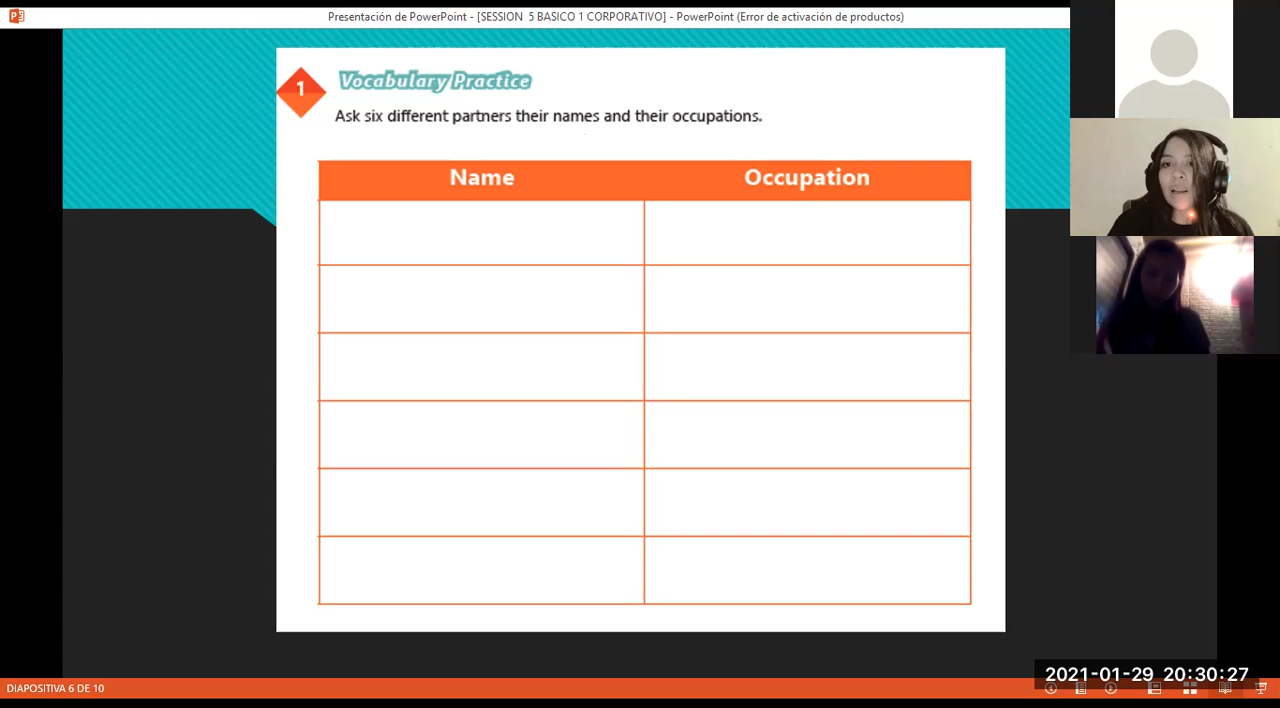 Presentación de PowerPoint - [SESSION  5 BASICO 1 CORPORATIVO] - PowerPoint (Error de activación de productos)
1
Vocabulary Practice
Ask six different partners their names and their occupations.
Name Occupation
2021-01-29 20:30:27
DIAPOSITIVA 6 DE 10